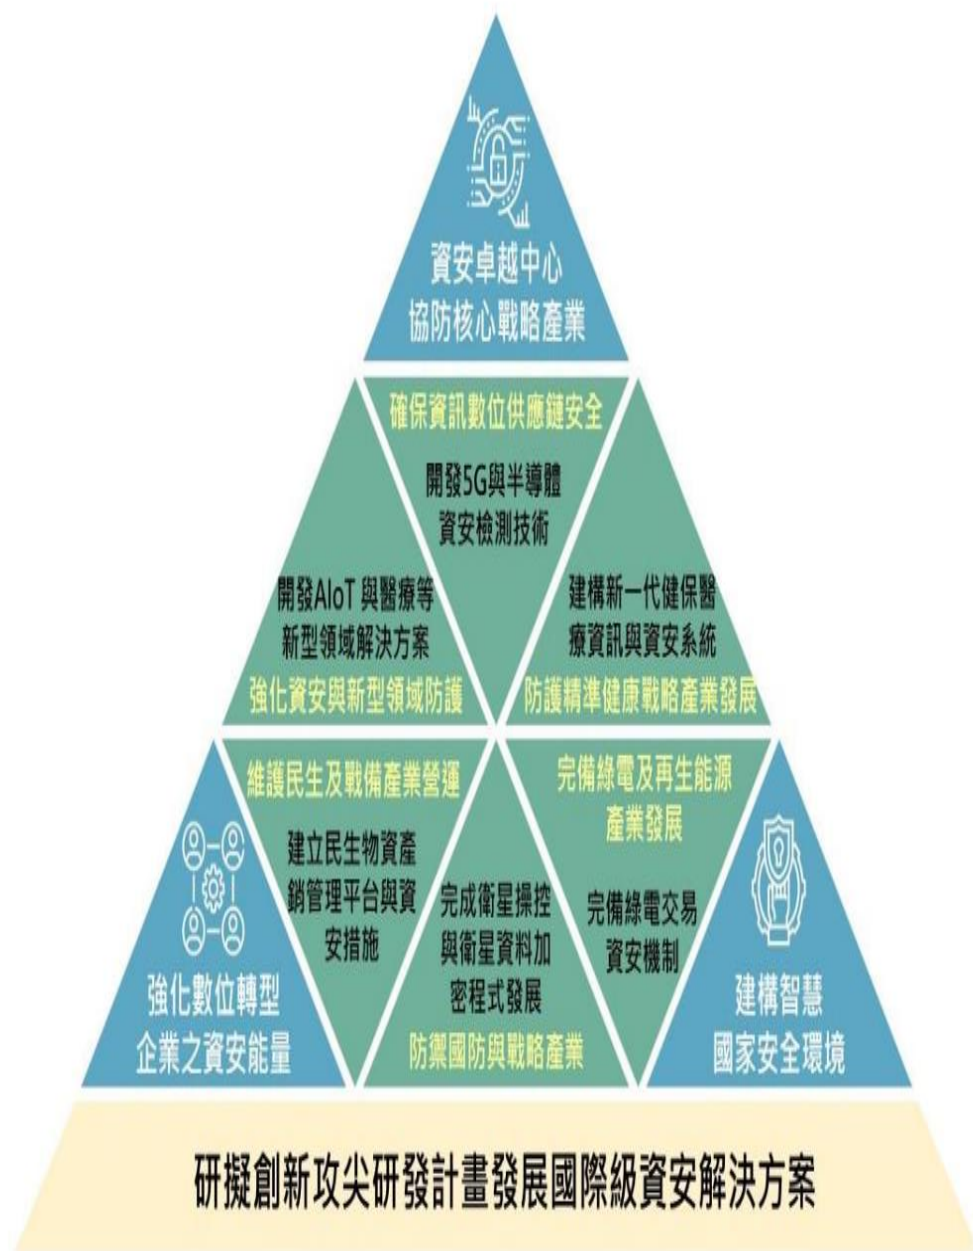 資安卓越中心
協防核心戰略產業
確保資訊數位供應鏈安全
開發5G與半導體
資安檢測技術
開發AIoT 與醫療等
新型領域解決方案
強化資安與新型領域防護
建構新一代健保醫
療資訊與資安系統
防護精準健康戰略產業發展
強化數位轉型
企業之資安能量
維護民生及戰備產業營運
建立民生物資產
銷管理平台與資
安措施
完成衛星操控
與衛星資料加
密程式發展
防禦國防與戰略產業
完備綠電及再生能源
產業發展
完備綠電交易
資安機制
建構智慧
國家安全環境
研擬創新攻尖研發計畫發展國際級資安解決方案